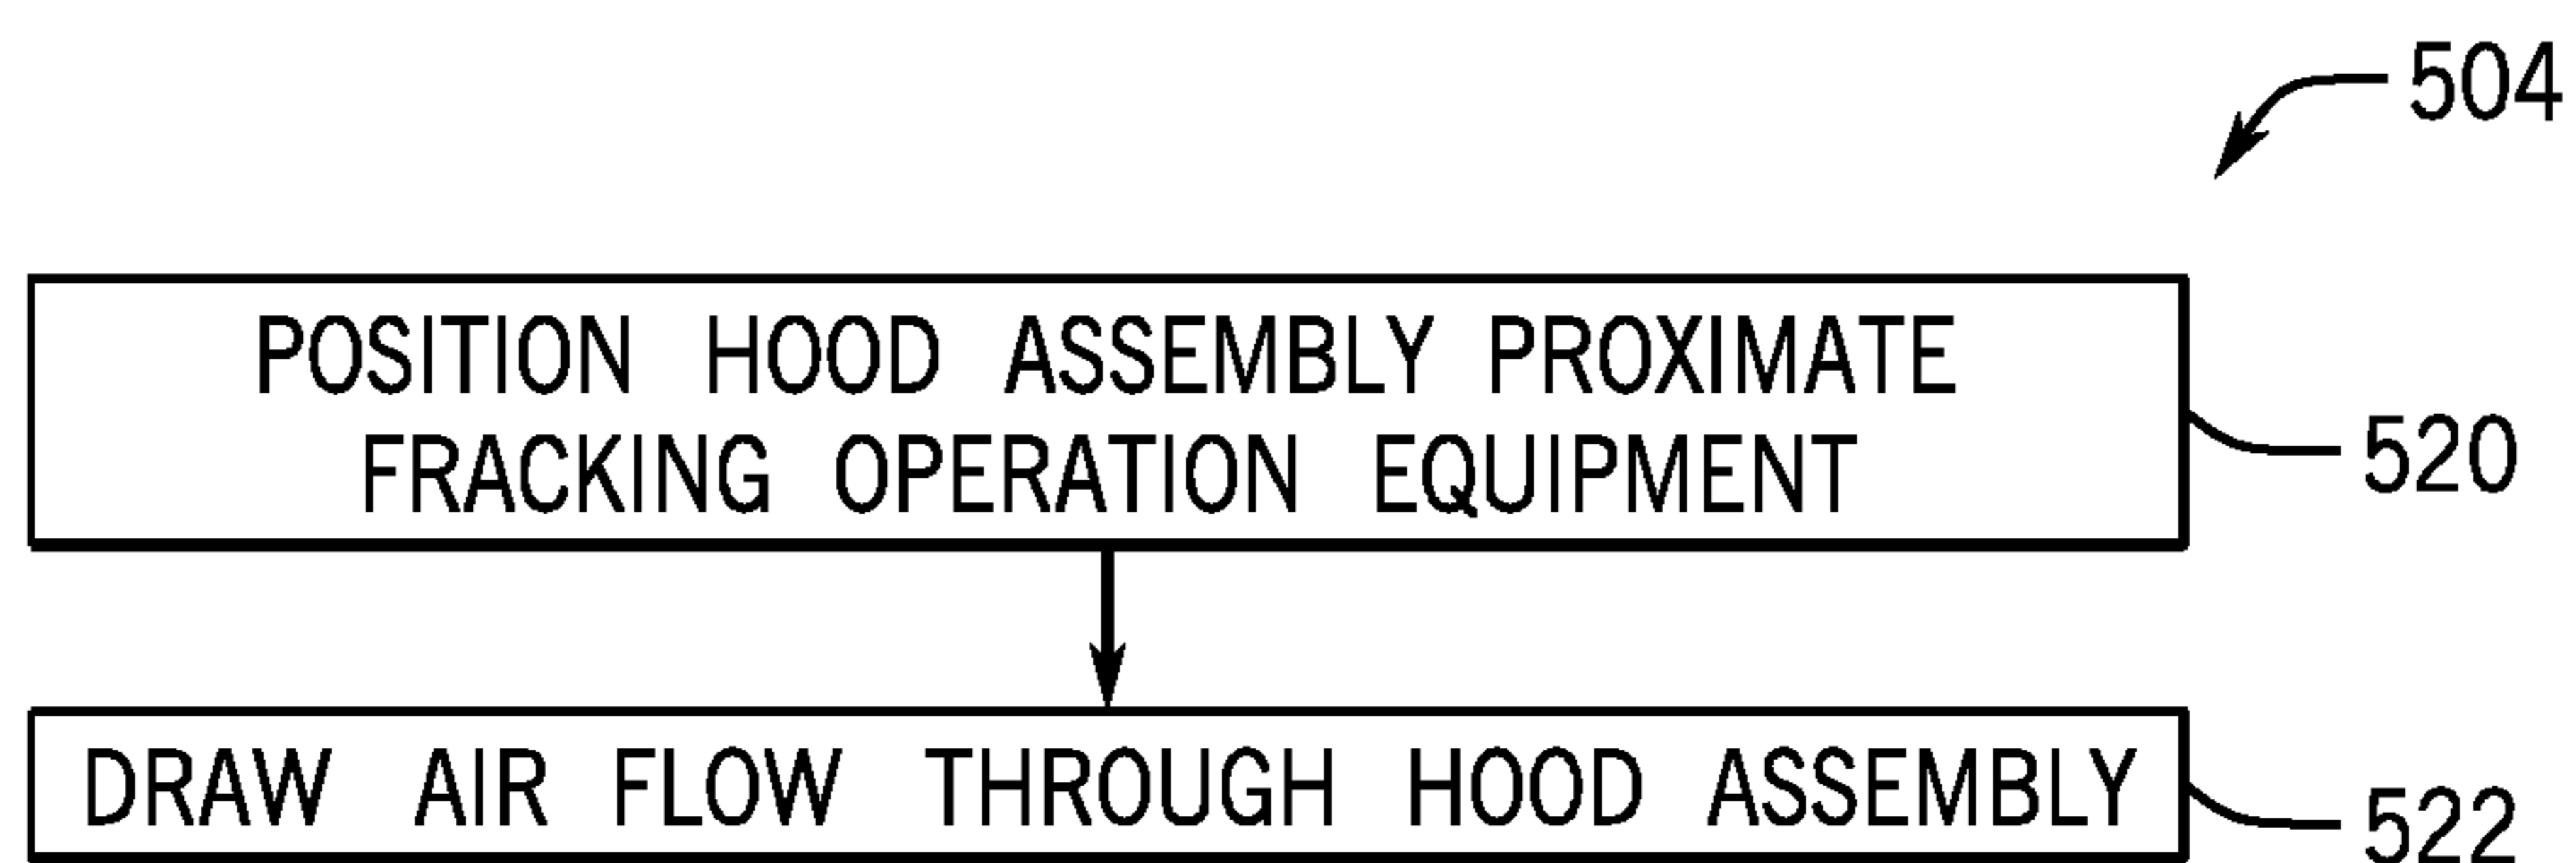 504
POSITION HOOD ASSEMBLY PROXIMATE
FRACKING OPERATION EQUIPMENT
520
DRAW AIR FLOW THROUGH HOOD ASSEMBLY
522